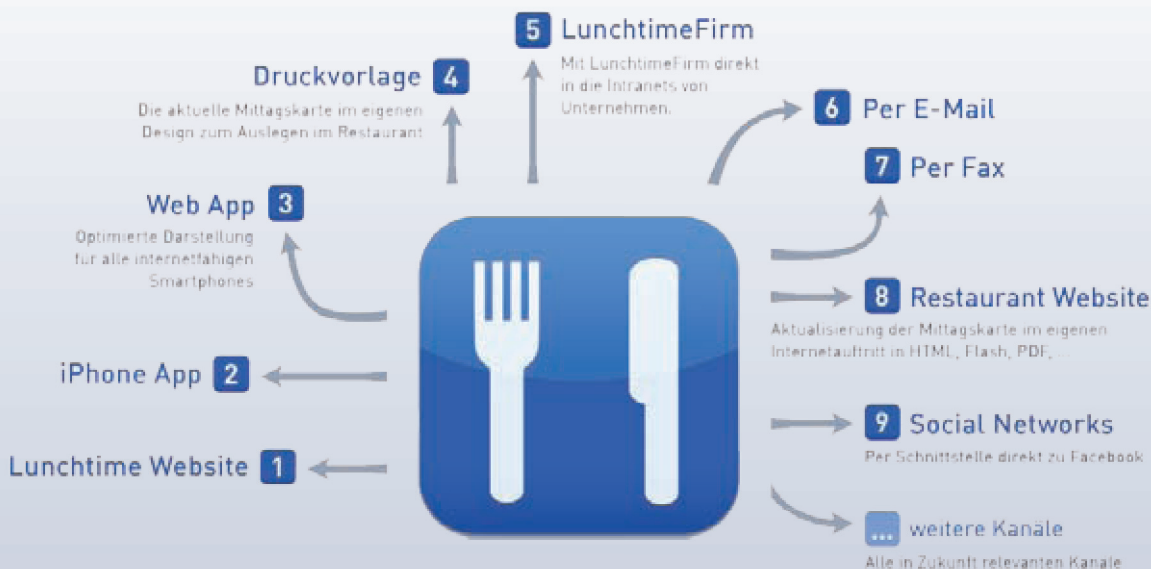 5 LunchtimeFirm
Mit LunchtimeFirm direkt
in die Intranets von
Unternehmen.
Druckvorlage 4
Die aktuelle Mittagskarte im eigenen
Design zum Auslegen im Restaurant
6 Per E-Mail
7 Per Fax
Web App 3
Optimierte Darstellung
für alle internetfähigen
Smartphones
8 Restaurant Website
Aktualisierung der Mittagskarte im eigenen
Internetauftritt in HTML, Flash, PDF, ...
iPhone App 2
9 Social Networks
Per Schnittstelle direkt zu Facebook
Lunchtime Website 1
... weitere Kanäle
Alle in Zukunft relevanten Kanäle